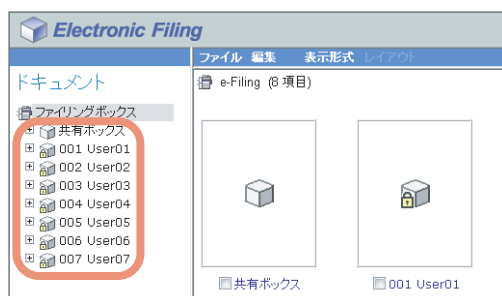 Electronic Filing
ファイル 編集 表示形式 レイアウト
ドキュメント
e-Filing (8 項目)
ファイリングボックス
共有ボックス
001 User01
002 User02
003 User03
004 User04
005 User05
006 User06
007 User07
共有ボックス
001 User01